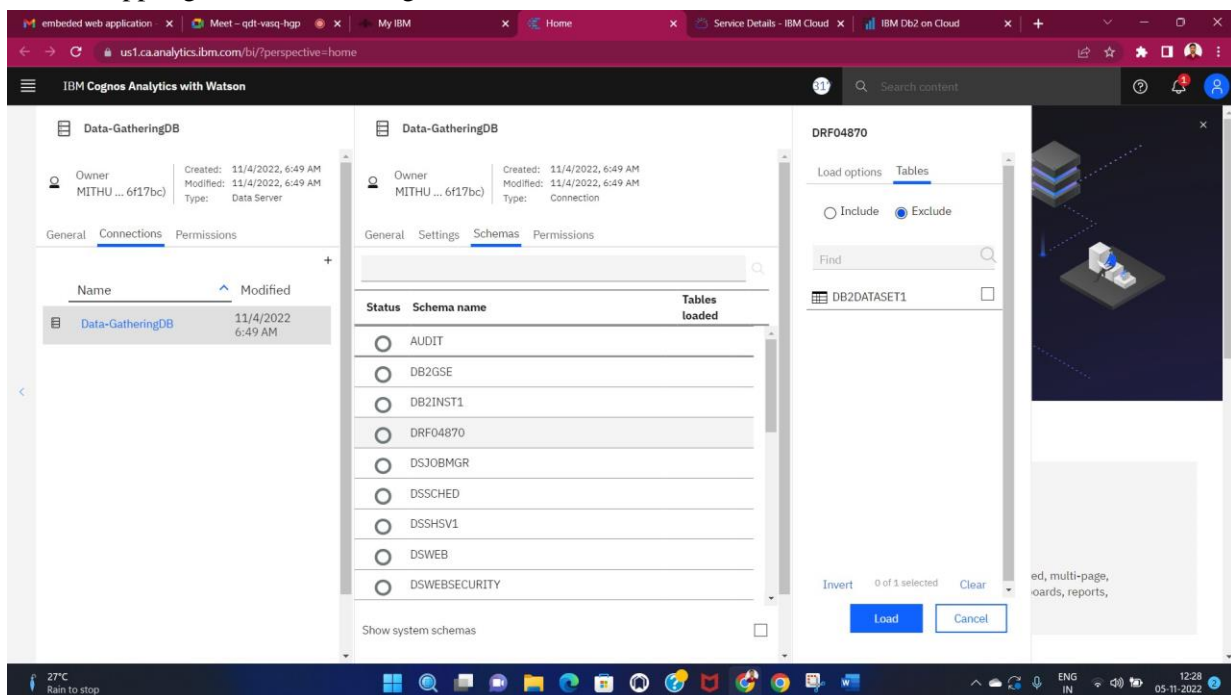 embeded web application
Meet – qdt-vasq-hgp
My IBM
Home
Service Details - IBM Cloud
IBM Db2 on Cloud
us1.ca.analytics.ibm.com/bi/?perspective=home
IBM Cognos Analytics with Watson
Search content
Data-GatheringDB
Owner
MITHU ... 6f17bc)
Created: 11/4/2022, 6:49 AM
Modified: 11/4/2022, 6:49 AM
Type: Data Server
General Connections Permissions
+
Name Modified
Data-GatheringDB 11/4/2022
6:49 AM
Data-GatheringDB
Owner
MITHU ... 6f17bc)
Created: 11/4/2022, 6:49 AM
Modified: 11/4/2022, 6:49 AM
Type: Connection
General Settings Schemas Permissions
Status Schema name Tables
loaded
AUDIT
DB2GSE
DB2INST1
DRF04870
DSJOBMGR
DSSCHED
DSSHSV1
DSWEB
DSWEBSECURITY
Show system schemas
DRF04870
Load options Tables
Include Exclude
Find
DB2DATASET1
Invert 0 of 1 selected Clear
Load Cancel
ed, multi-page,
oards, reports,
27°C
Rain to stop
ENG
IN
12:28
05-11-2022
2